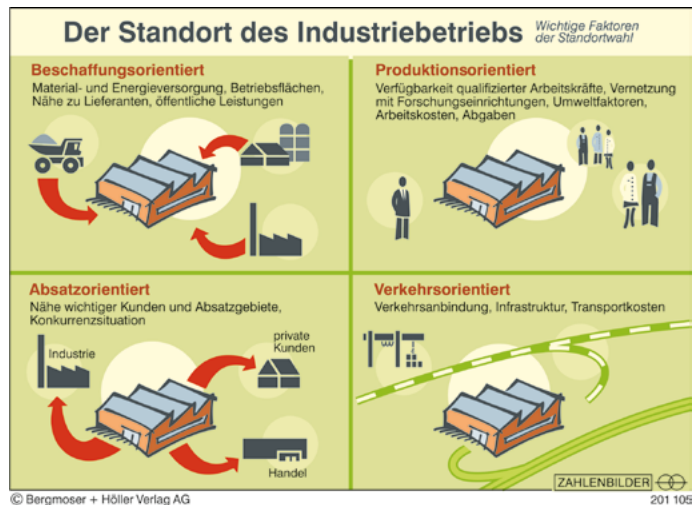 Der Standort des Industriebetriebs
Wichtige Faktoren
der Standortwahl
Beschaffungsorientiert
Material- und Energieversorgung, Betriebsflächen,
Nähe zu Lieferanten, öffentliche Leistungen
Produktionsorientiert
Verfügbarkeit qualifizierter Arbeitskräfte, Vernetzung
mit Forschungseinrichtungen, Umweltfaktoren,
Arbeitskosten, Abgaben
Absatzorientiert
Nähe wichtiger Kunden und Absatzgebiete,
Konkurrenzsituation
Industrie
private
Kunden
Handel
Verkehrsorientiert
Verkehrsanbindung, Infrastruktur, Transportkosten
ZAHLENBILDER
© Bergmoser + Höller Verlag AG
201 105